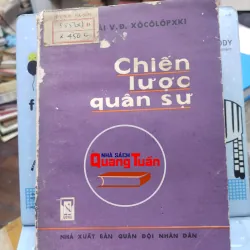 V.Đ. XÔCÔLÔPXKI
Chiến
lược
quân sự
NHÀ SÁCH
Quang Tuấn
NHÀ XUẤT BẢN QUÂN ĐỘI NHÂN DÂN